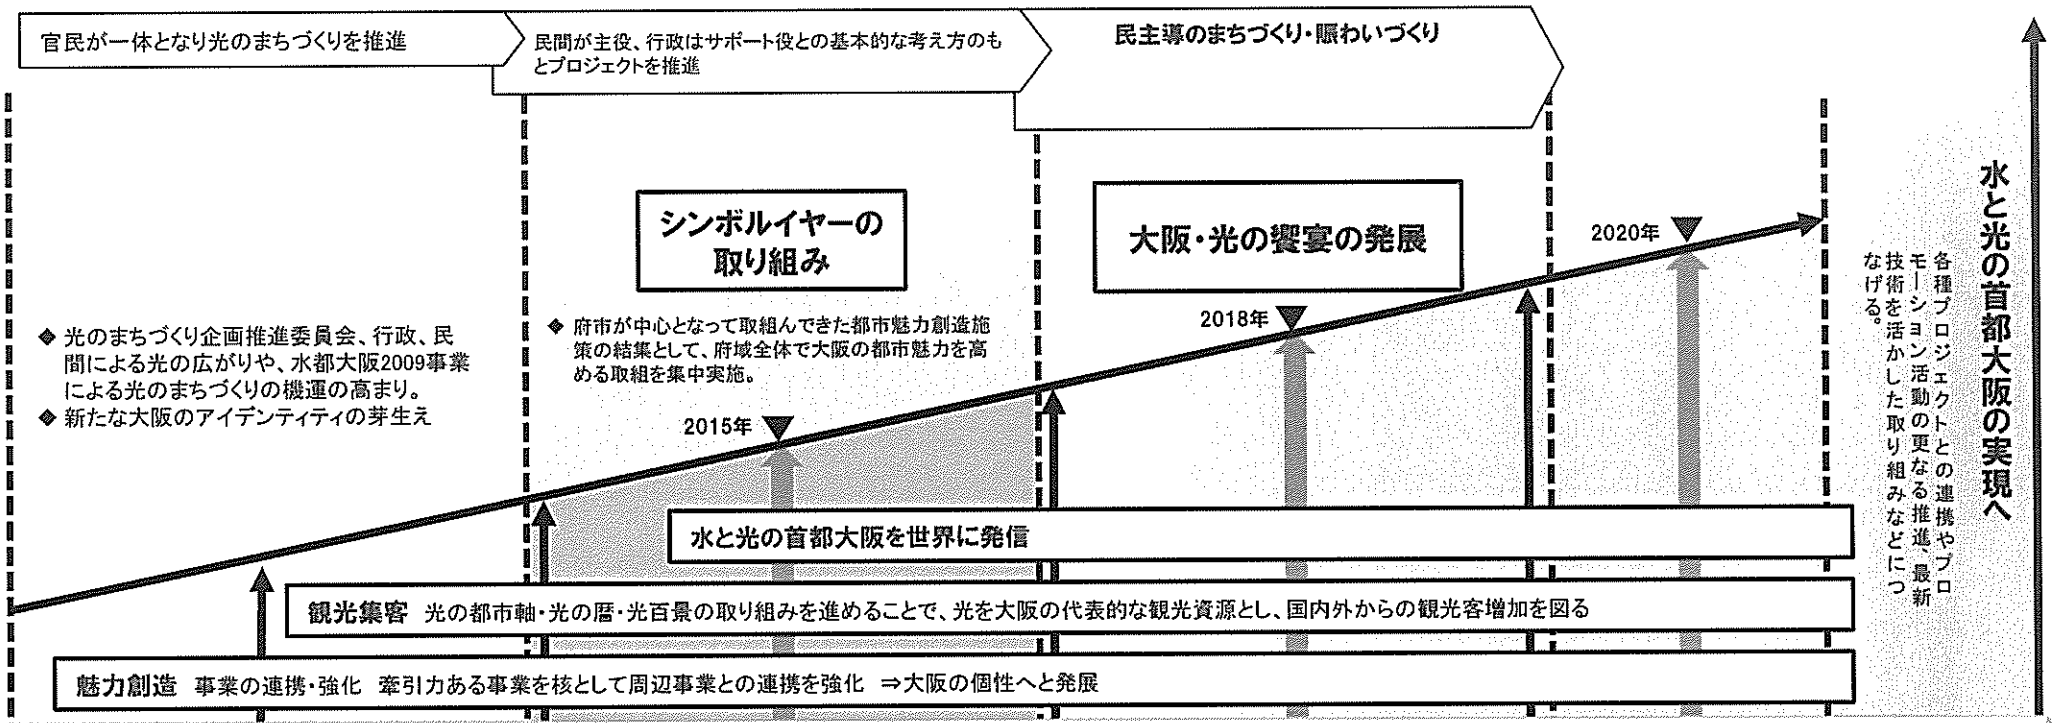 官民が一体となり光のまちづくりを推進
民間が主役、行政はサポート役との基本的な考え方のも
とプロジェクトを推進
民主導のまちづくり・賑わいづくり
シンボルイヤーの
取り組み
大阪・光の饗宴の発展
◆ 光のまちづくり企画推進委員会、行政、民
間による光の広がりや、水都大阪2009事業
による光のまちづくりの機運の高まり。
◆ 新たな大阪のアイデンティティの芽生え
◆ 府市が中心となって取組んできた都市魅力創造施
策の結集として、府域全体で大阪の都市魅力を高
める取組を集中実施。
2015年
2018年
2020年
水と光の首都大阪の実現へ
各種プロジェクトとの連携やプロ
モーション活動の更なる推進、最新
技術を活かした取り組みなどにつ
なげる。
水と光の首都大阪を世界に発信
観光集客 光の都市軸・光の暦・光百景の取り組みを進めることで、光を大阪の代表的な観光資源とし、国内外からの観光客増加を図る
魅力創造 事業の連携・強化 牽引力ある事業を核として周辺事業との連携を強化 ⇒大阪の個性へと発展